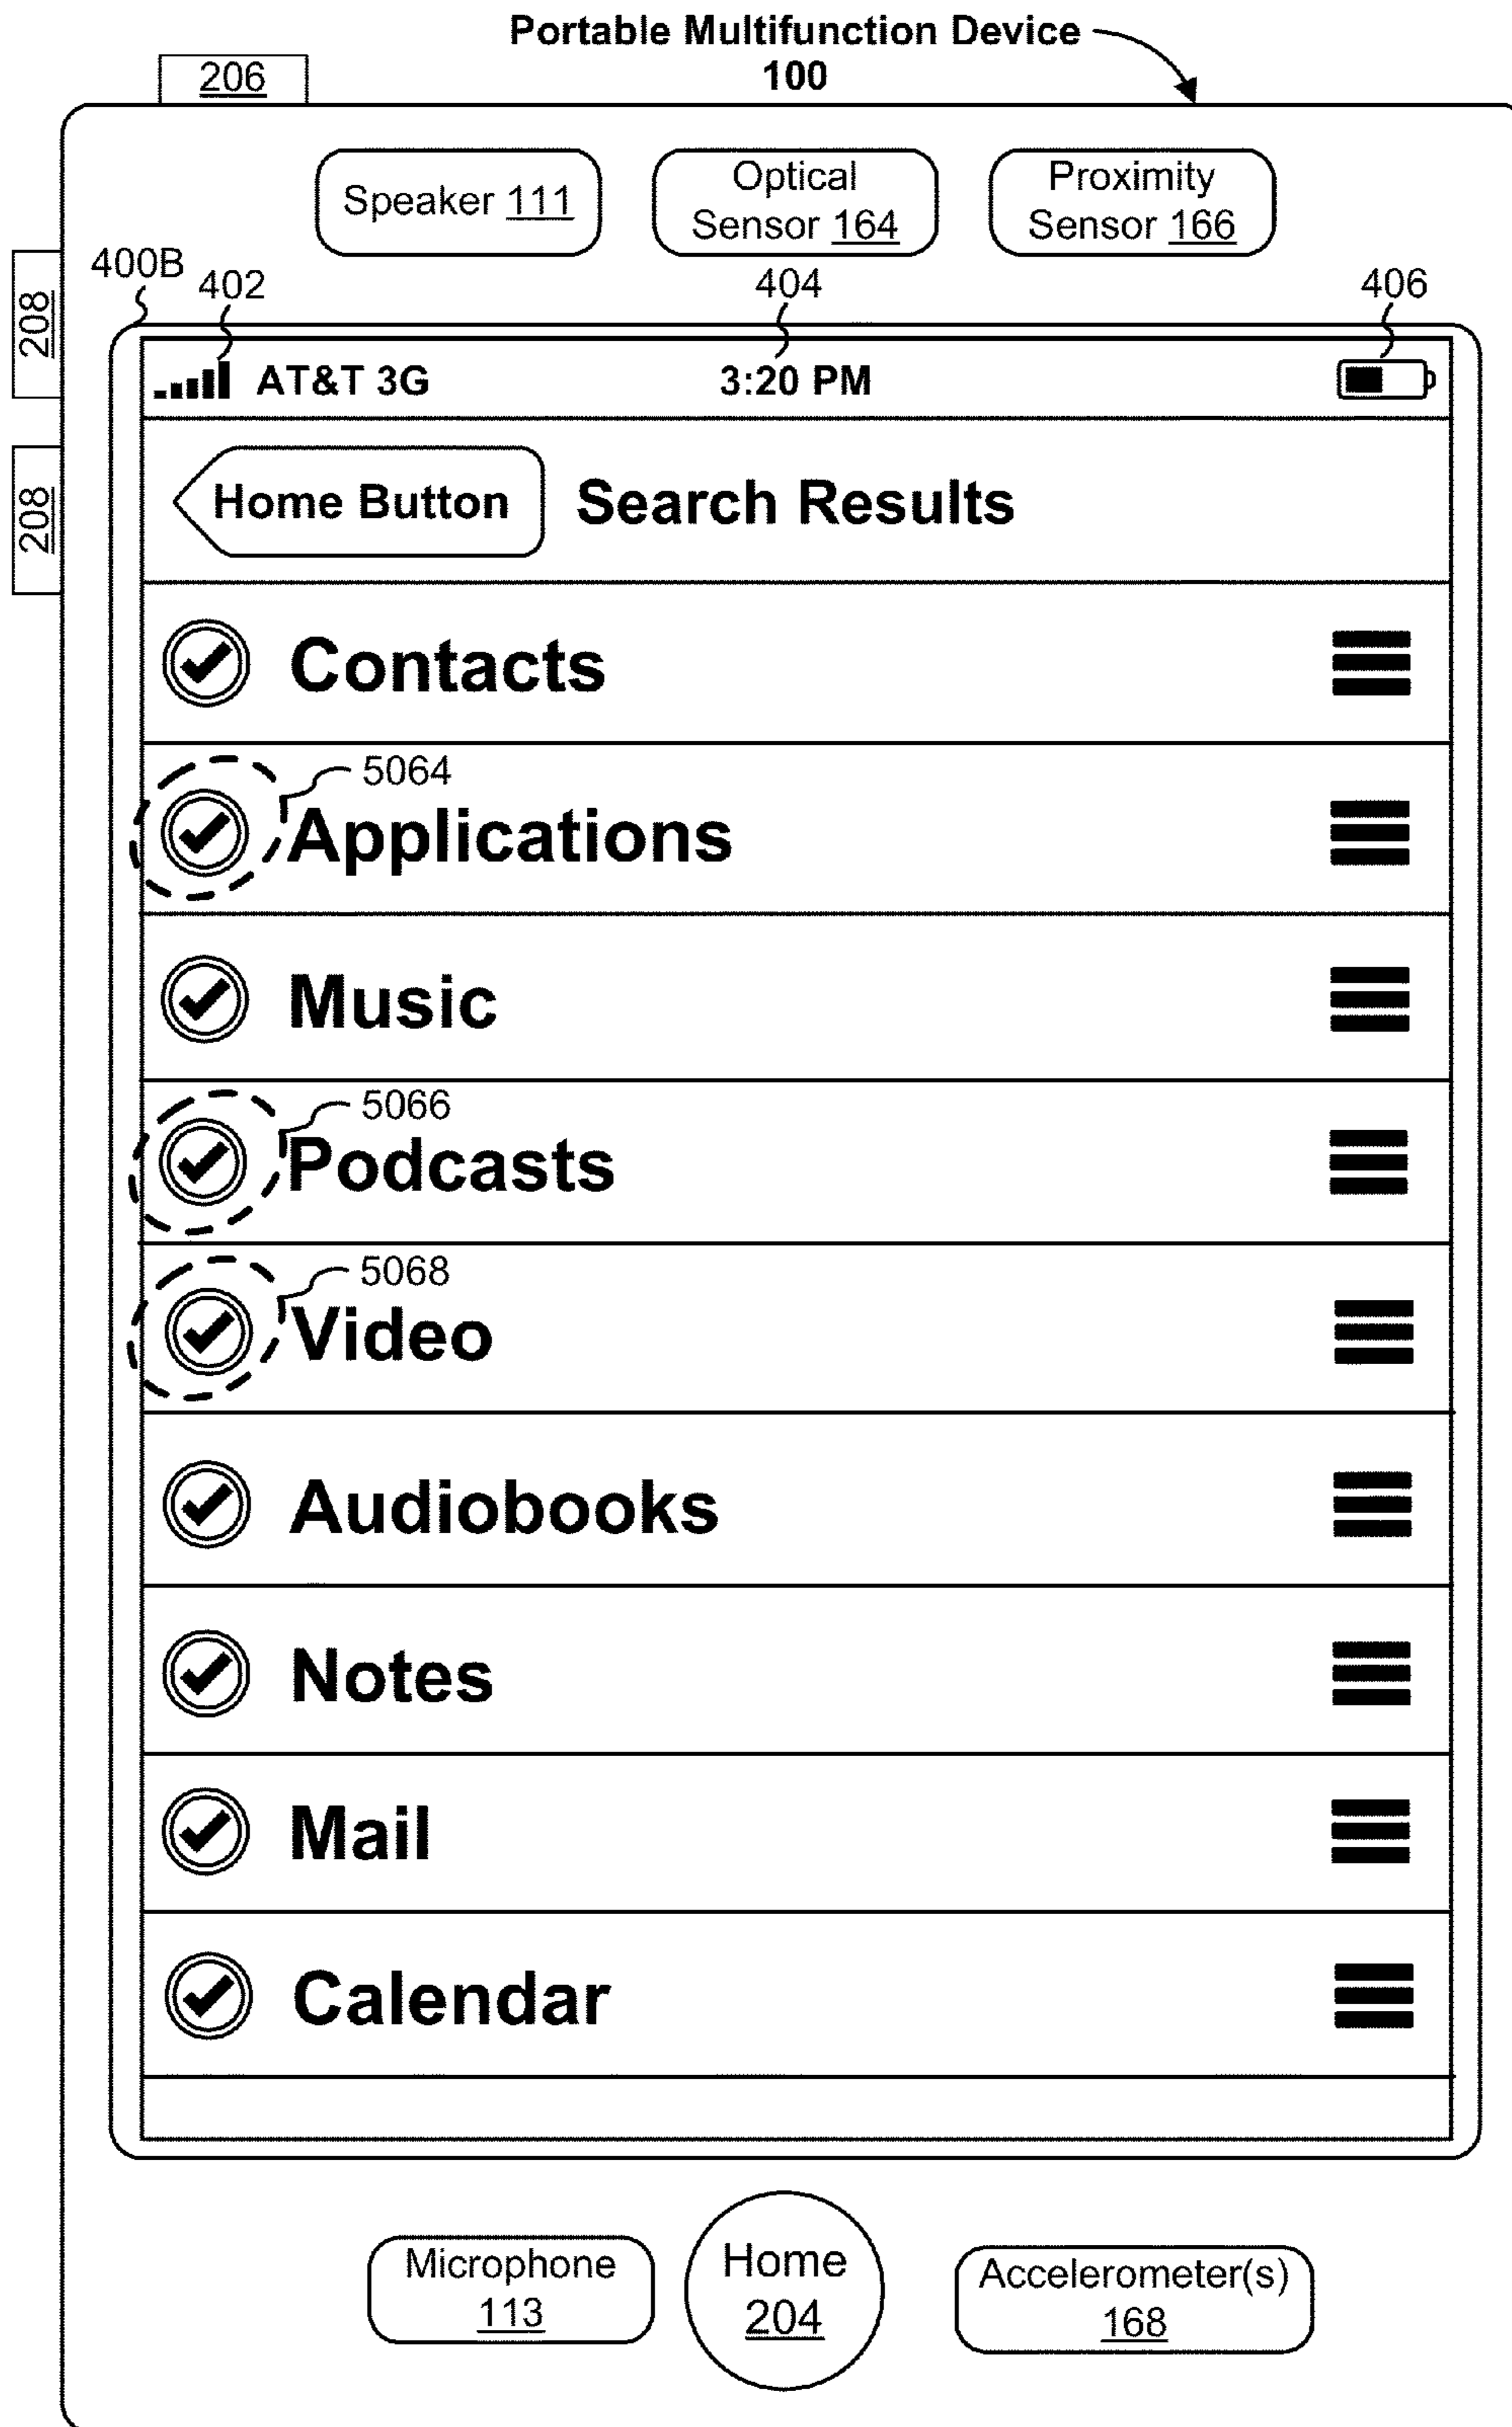 Portable Multifunction Device
100
206
Speaker 111
Optical
Sensor 164
Proximity
Sensor 166
208
208
400B
402
404
406
AT&T 3G
3:20 PM
Home Button
Search Results
Contacts
5064
Applications
Music
5066
Podcasts
5068
Video
Audiobooks
Notes
Mail
Calendar
Microphone
113
Home
204
Accelerometer(s)
168